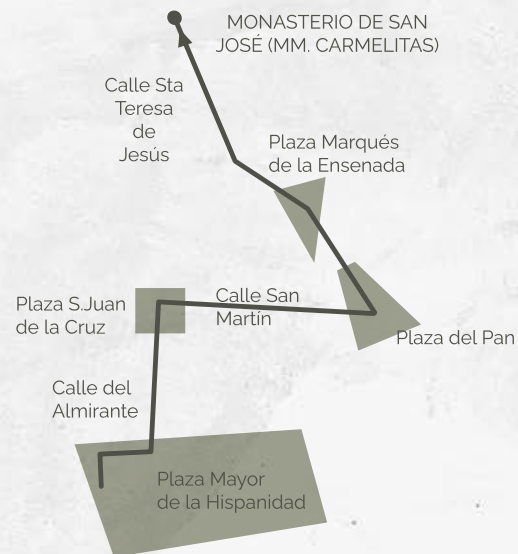 MONASTERIO DE SAN
JOSÉ (MM. CARMELITAS)
Calle Sta
Teresa
de
Jesús
Plaza Marqués
de la Ensenada
Plaza S.Juan
de la Cruz
Calle San
Martín
Plaza del Pan
Calle del
Almirante
Plaza Mayor
de la Hispanidad